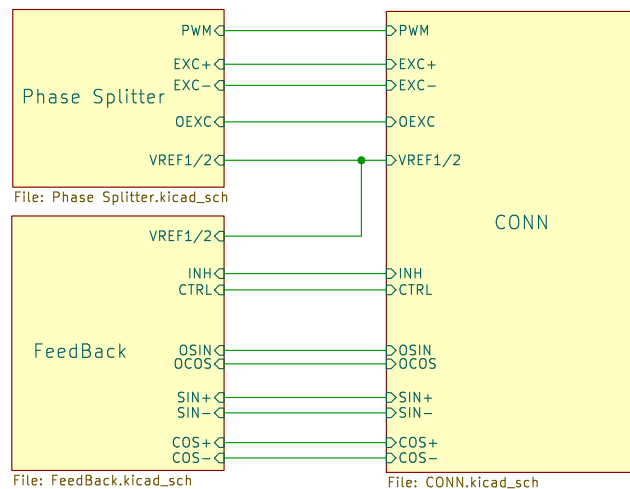 PWM
EXC+
EXC-
Phase Splitter
OEXC
VREF1/2
File: Phase Splitter.kicad_sch
VREF1/2
INH
CTRL
FeedBack
OSIN
OCOS
SIN+
SIN-
COS+
COS-
File: FeedBack.kicad_sch
PWM
EXC+
EXC-
OEXC
VREF1/2
CONN
INH
CTRL
OSIN
OCOS
SIN+
SIN-
COS+
COS-
File: CONN.kicad_sch